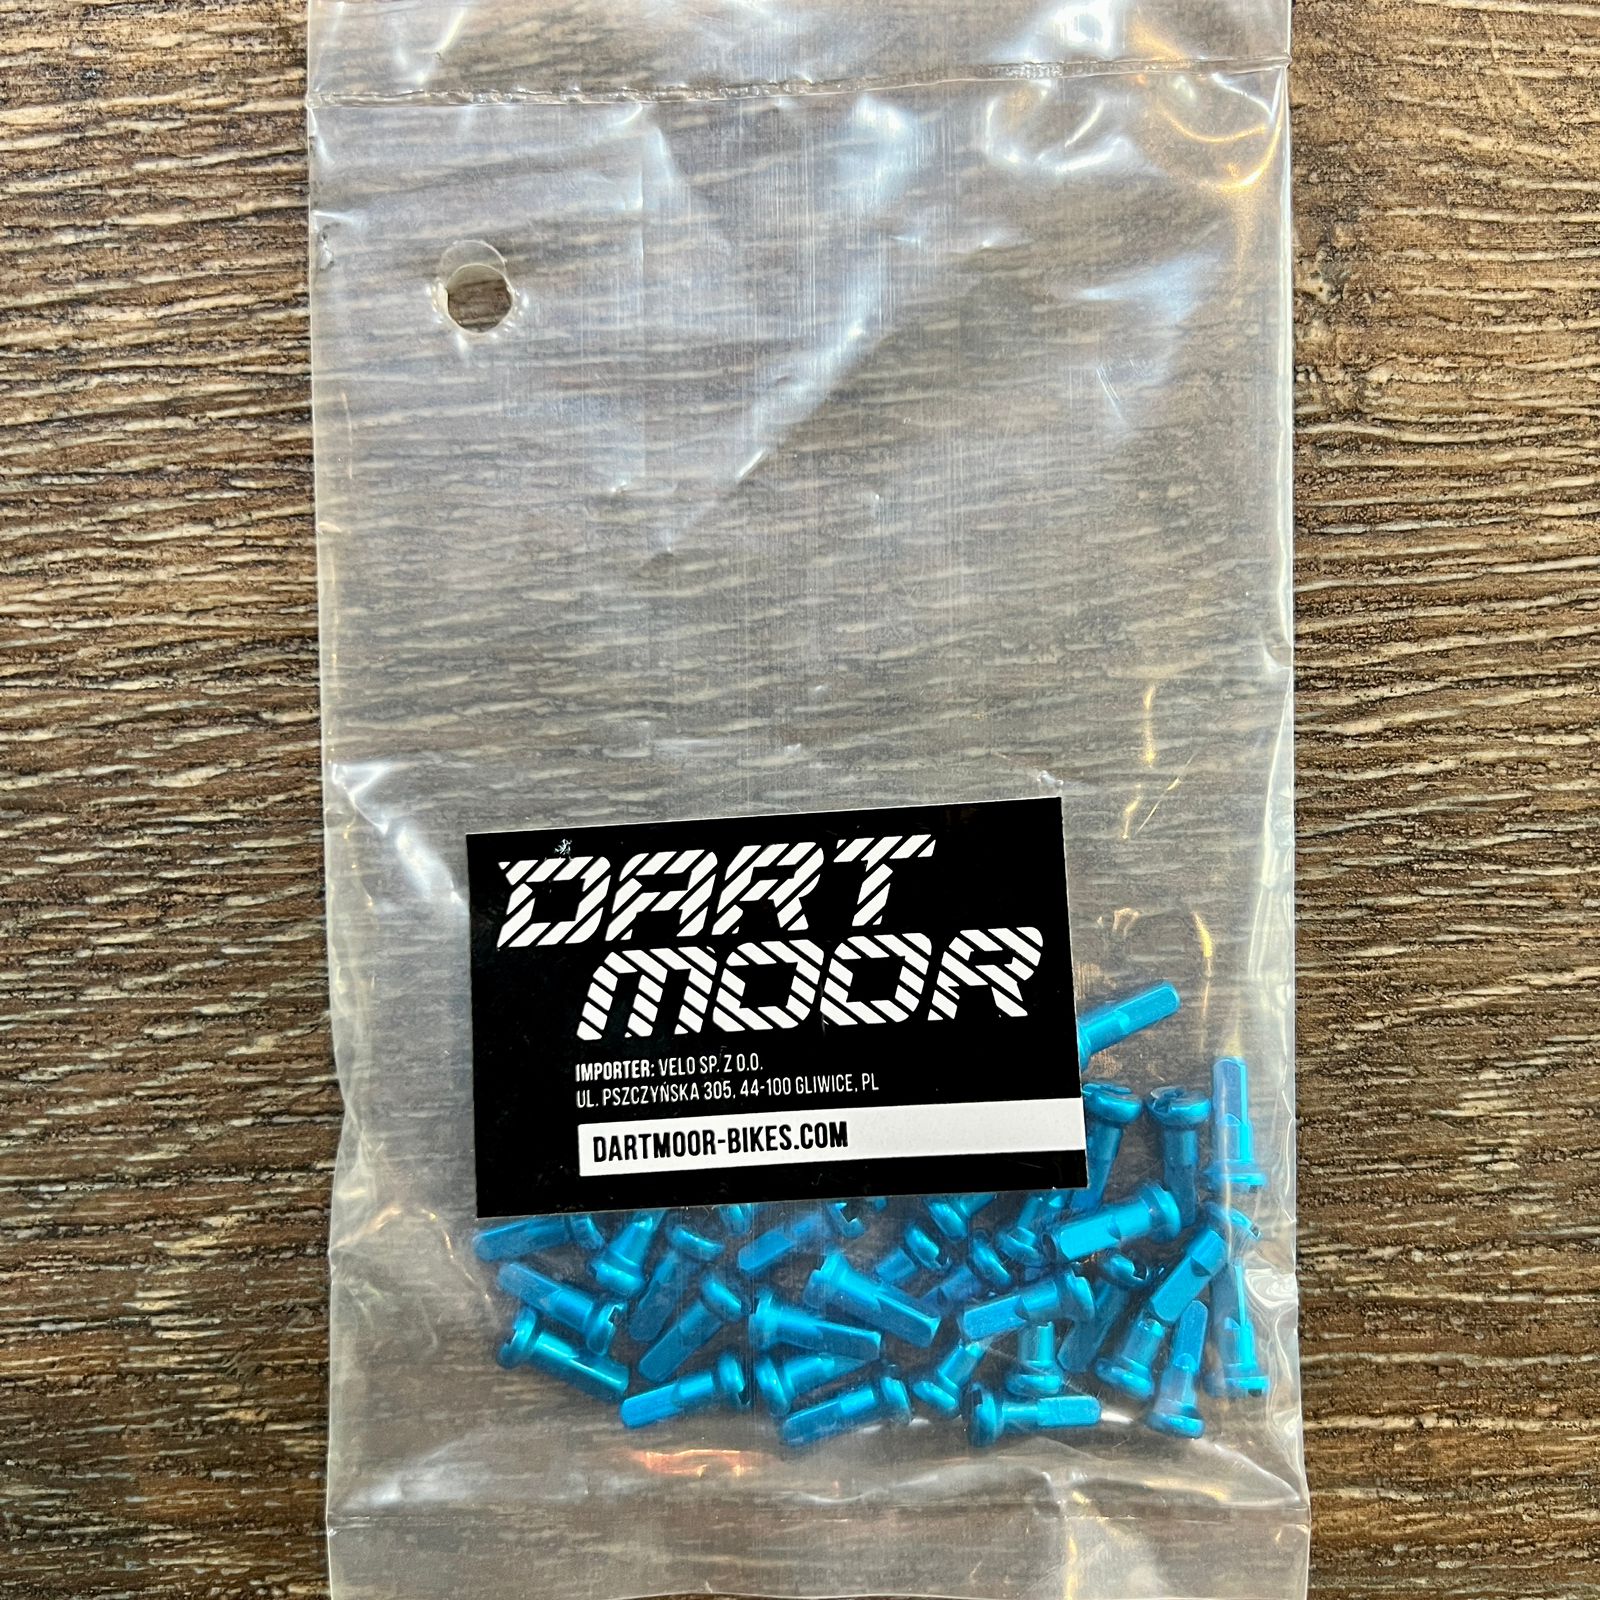 DART
MOOR
IMPORTER: VELO SP. Z O.O.
UL. PSZCZYŃSKA 305, 44-100 GLIWICE, PL
DARTMOOR-BIKES.COM